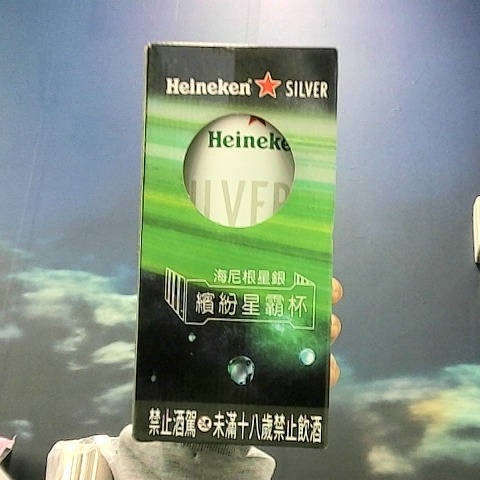 Heineken SILVER
Heineke
ILVER
海尼根星銀
繽紛星霸杯
禁止酒駕 未滿十八歲禁止飲酒